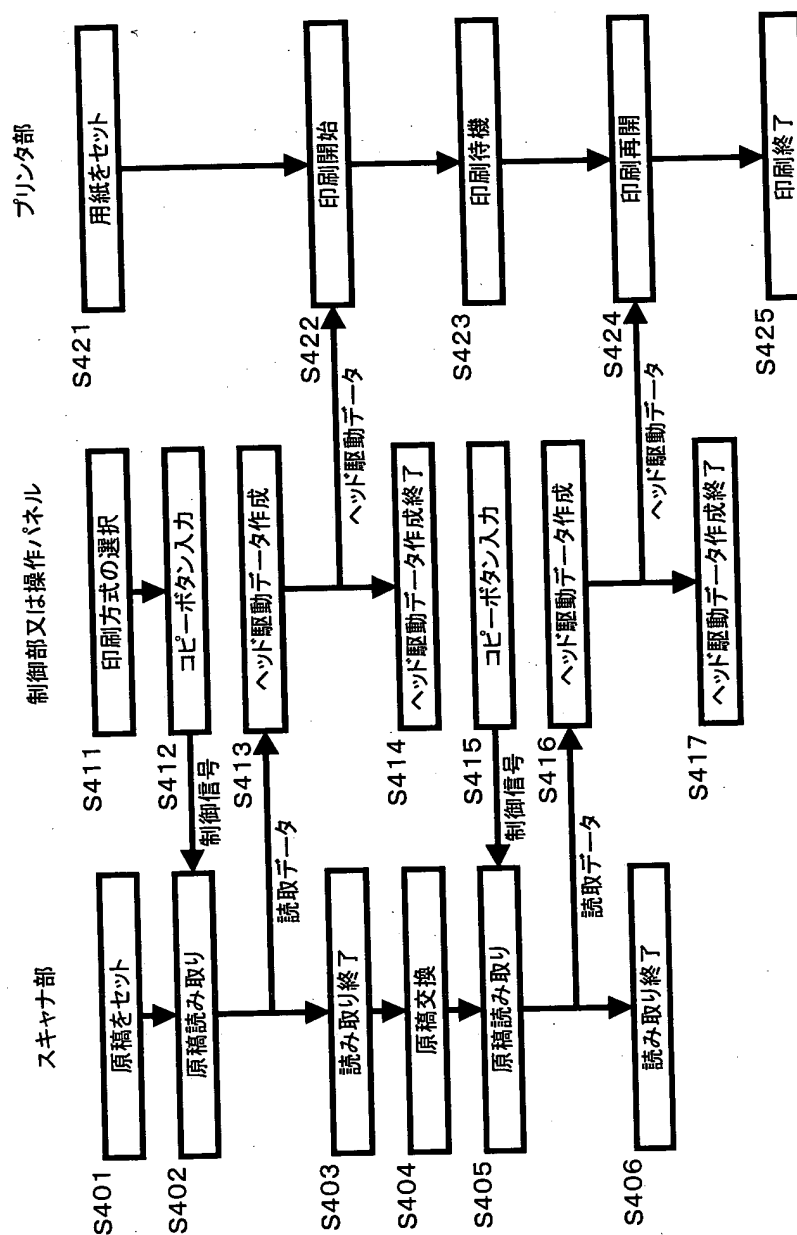 スキャナ部
S401
原稿をセット
S402
原稿読み取り
読取データ
S403
読み取り終了
S404
原稿交換
S405
原稿読み取り
読取データ
S406
読み取り終了
制御部又は操作パネル
S411
印刷方式の選択
S412
コピーボタン入力
制御信号
S413
ヘッド駆動データ作成
ヘッド駆動データ
S414
ヘッド駆動データ作成終了
S415
コピーボタン入力
制御信号
S416
ヘッド駆動データ作成
ヘッド駆動データ
S417
ヘッド駆動データ作成終了
プリンタ部
S421
用紙をセット
S422
印刷開始
S423
印刷待機
S424
印刷再開
S425
印刷終了